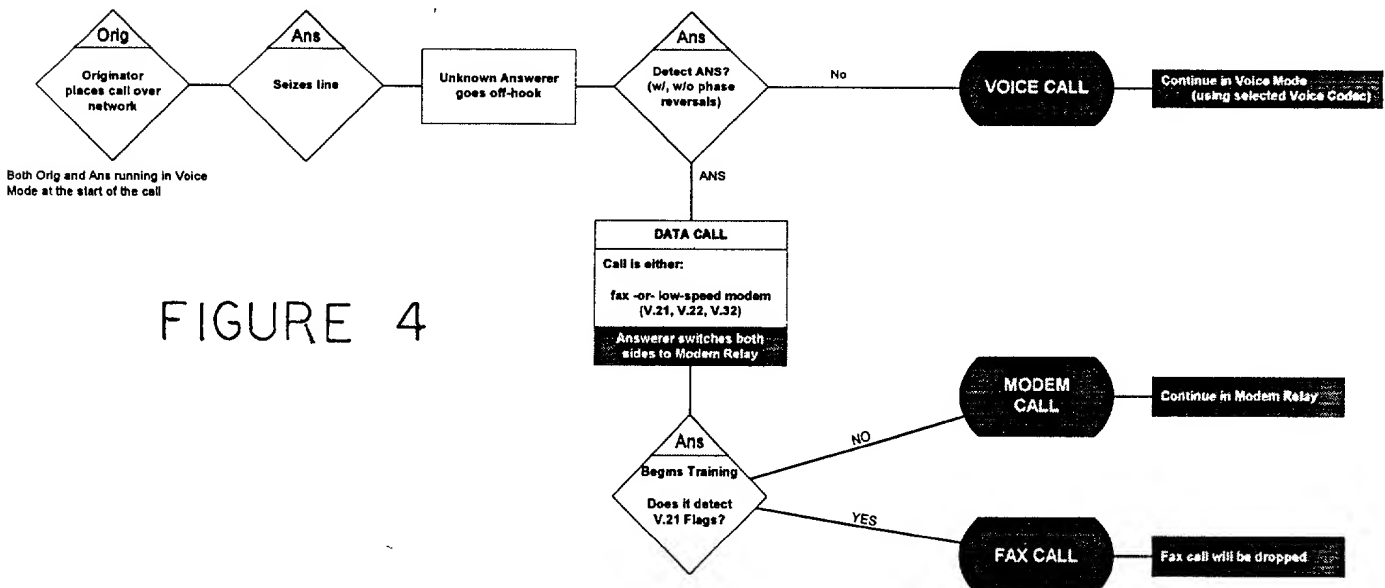 Orig
Originator
places call over
network
Both Orig and Ans running in Voice
Mode at the start of the call
Ans
Seizes line
Unknown Answerer
goes off-hook
Ans
Detect ANS?
(w/, w/o phase
reversals)
No
VOICE CALL
Continue in Voice Mode
(using selected Voice Codec)
ANS
DATA CALL
Call is either:
fax -or- low-speed modem
(V.21, V.22, V.32)
Answerer switches both
sides to Modem Relay
FIGURE 4
Ans
Begins Training
Does it detect
V.21 Flags?
NO
MODEM
CALL
Continue in Modem Relay
YES
FAX CALL
Fax call will be dropped